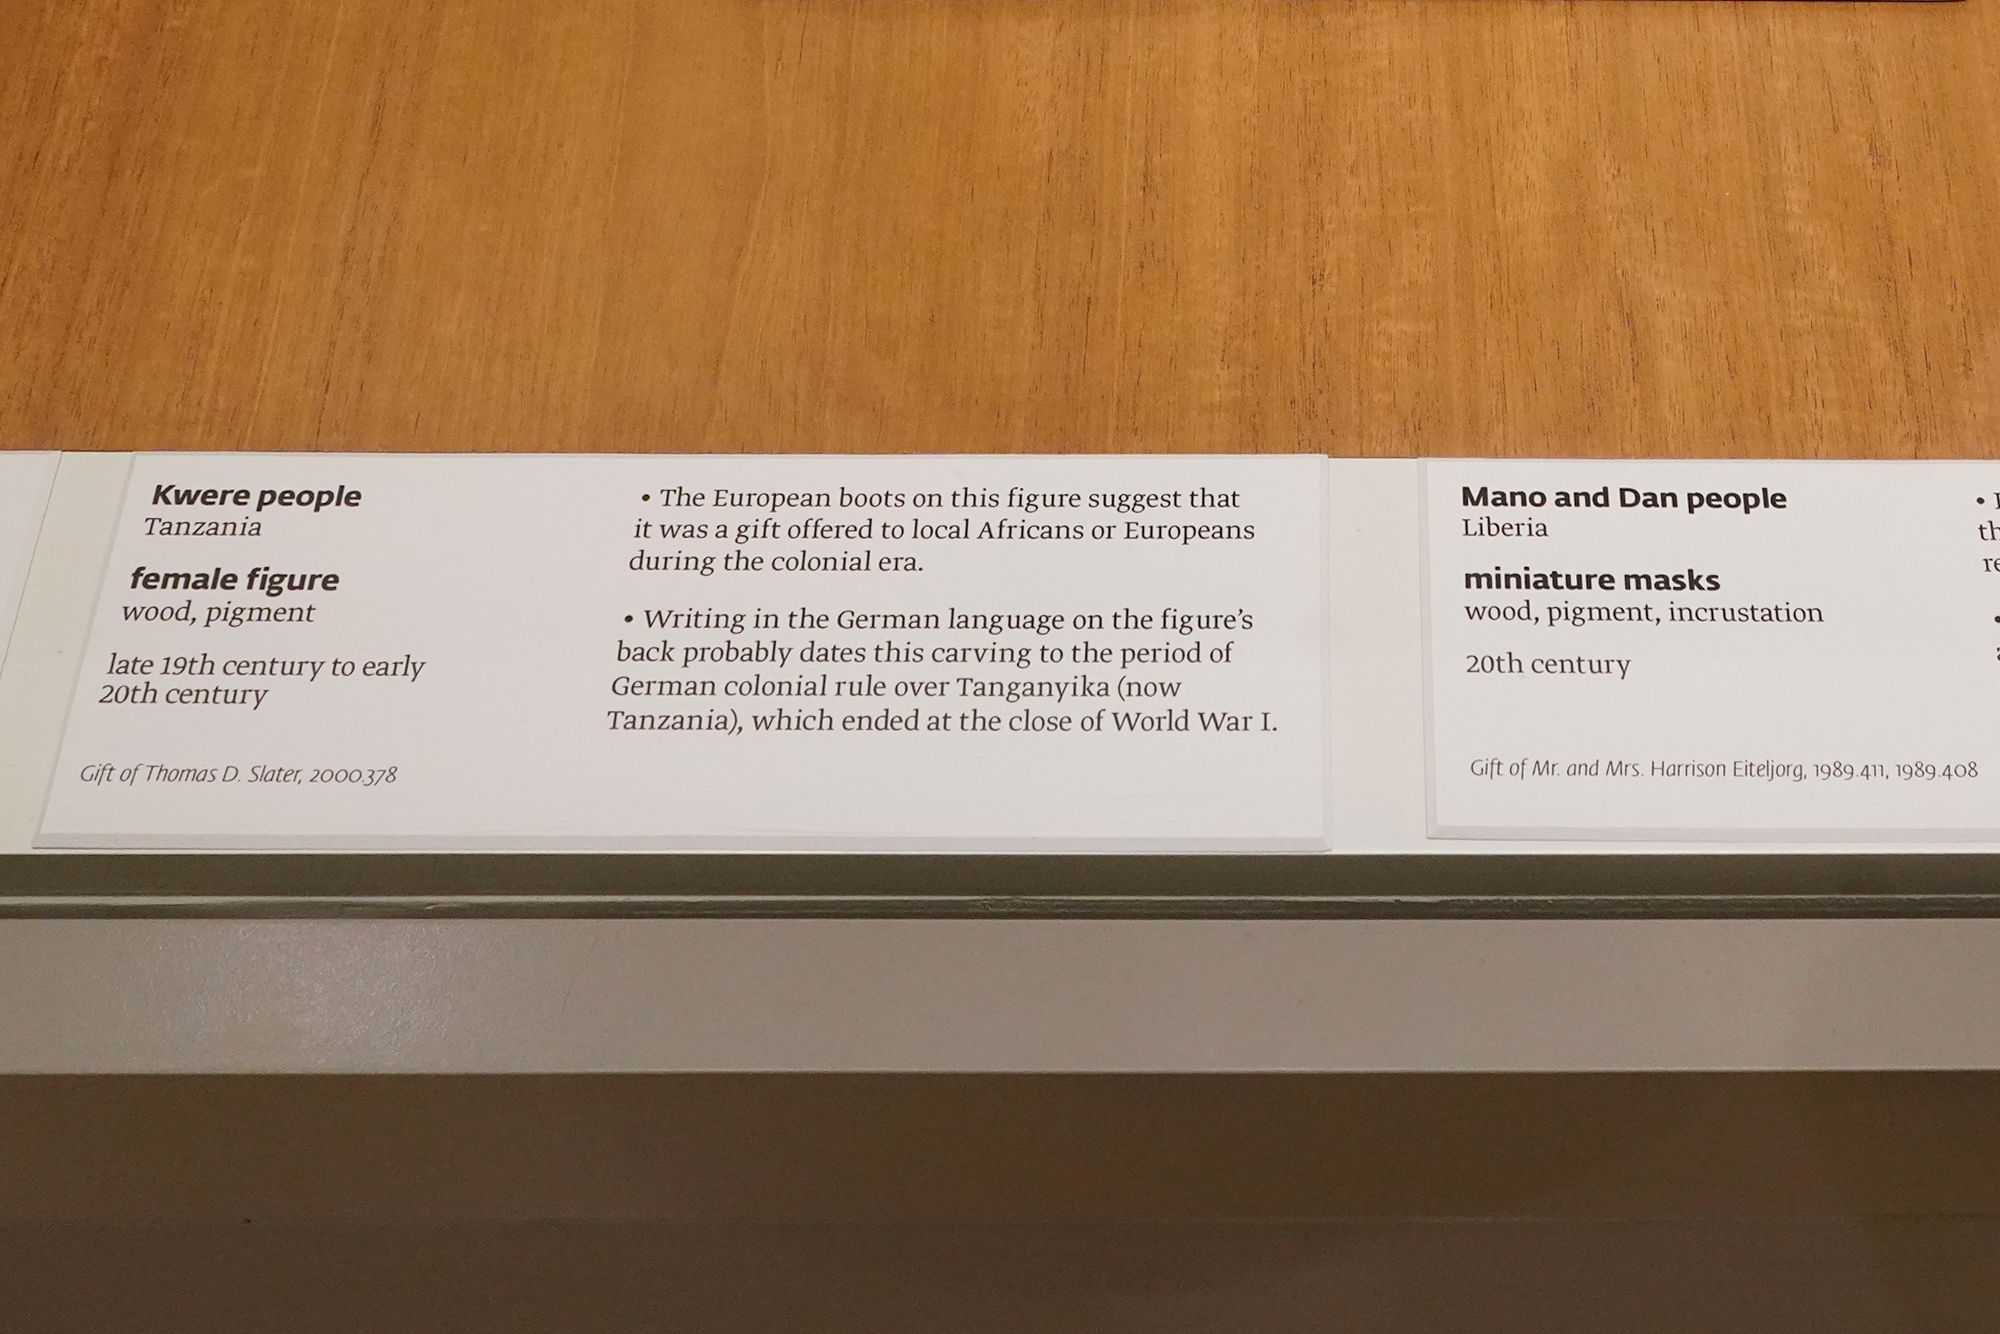 Kwere people
Tanzania
female figure
wood, pigment
late 19th century to early
20th century
Gift of Thomas D. Slater, 2000.378
• The European boots on this figure suggest that
it was a gift offered to local Africans or Europeans
during the colonial era.
• Writing in the German language on the figure's
back probably dates this carving to the period of
German colonial rule over Tanganyika (now
Tanzania), which ended at the close of World War I.
Mano and Dan people
Liberia
miniature masks
wood, pigment, incrustation
20th century
Gift of Mr. and Mrs. Harrison Eiteljorg, 1989.411, 1989.408